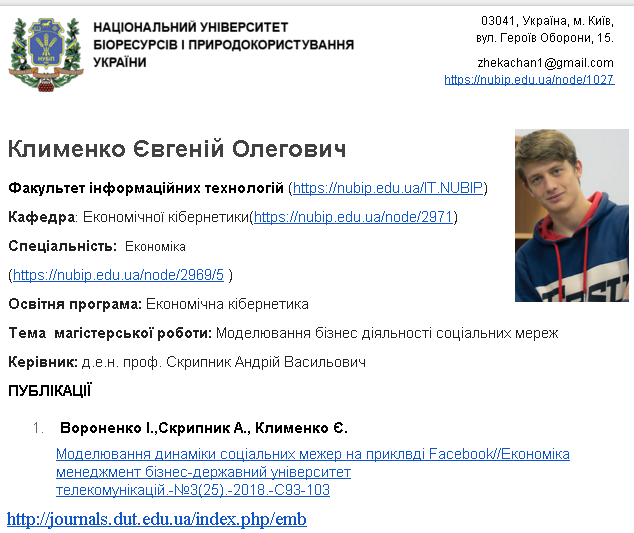 НАЦІОНАЛЬНИЙ УНІВЕРСИТЕТ
БІОРЕСУРСІВ І ПРИРОДОКОРИСТУВАННЯ
УКРАЇНИ
НУБІП
03041, Україна, м. Київ,
вул. Героїв Оборони, 15.
zhekachan1@gmail.com
https://nubip.edu.ua/node/1027
Клименко Євгеній Олегович
Факультет інформаційних технологій (https://nubip.edu.ua/IT.NUBIP)
Кафедра: Економічної кібернетики(https://nubip.edu.ua/node/2971)
Спеціальність: Економіка
(https://nubip.edu.ua/node/2969/5 )
Освітня програма: Економічна кібернетика
Тема магістерської роботи: Моделювання бізнес діяльності соціальних мереж
Керівник: д.е.н. проф. Скрипник Андрій Васильович
ПУБЛІКАЦІЇ
1. Вороненко І.,Скрипник А., Клименко Є.
Моделювання динаміки соціальних межер на приклвді Facebook//Економіка
менеджмент бізнес-державний університет
телекомунікацій.-№3(25).-2018.-С93-103
http://journals.dut.edu.ua/index.php/emb